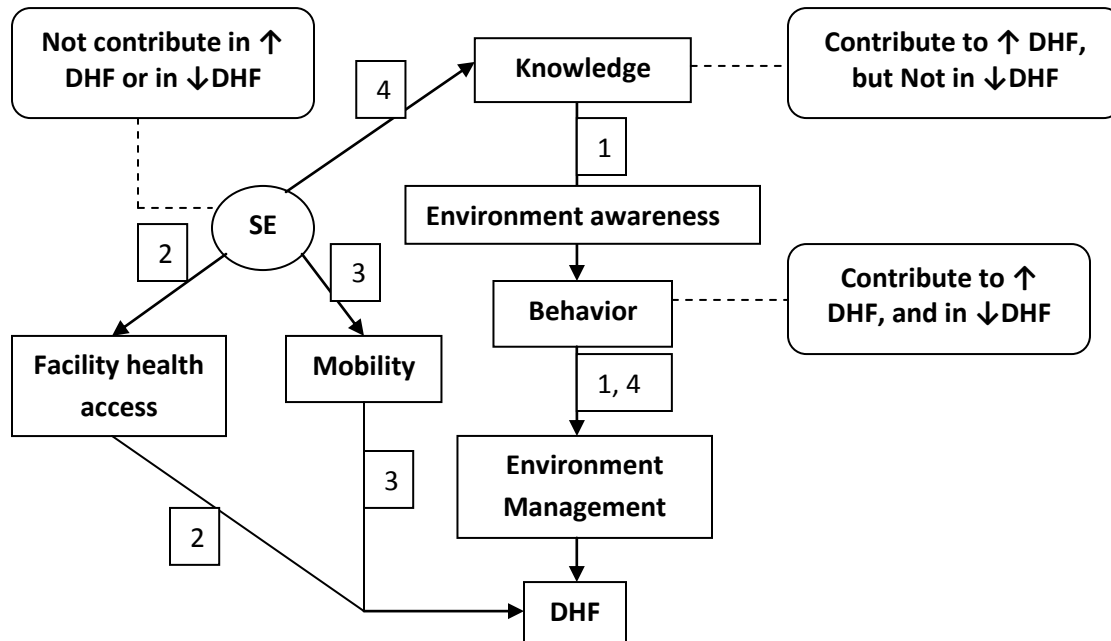 Not contribute in ↑
DHF or in ↓DHF
Knowledge
Contribute to ↑ DHF,
but Not in ↓DHF
4
1
SE
Environment awareness
2
3
Behavior
Contribute to ↑
DHF, and in ↓DHF
Facility health
access
Mobility
1, 4
3
Environment
Management
2
DHF